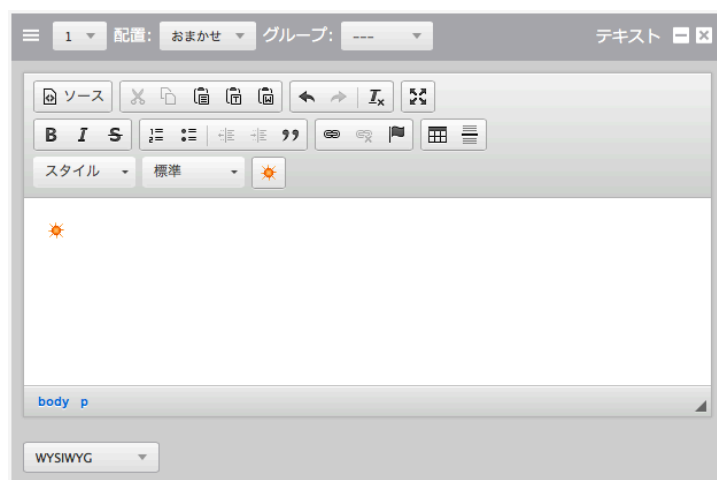 1 配置: おまかせ グループ: --- テキスト
ソース
B I S
スタイル 標準
body p
WYSIWYG